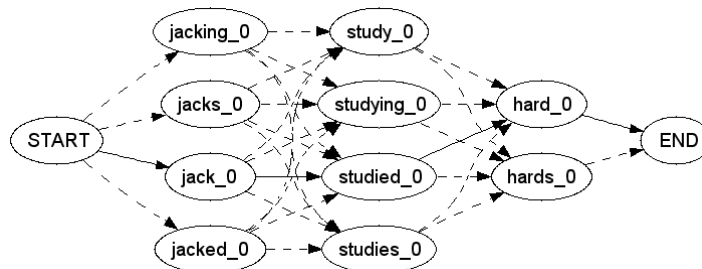 jacking_0 study_0
jacks_0 studying_0 hard_0
START END
jack_0 studied_0 hards_0
jacked_0 studies_0